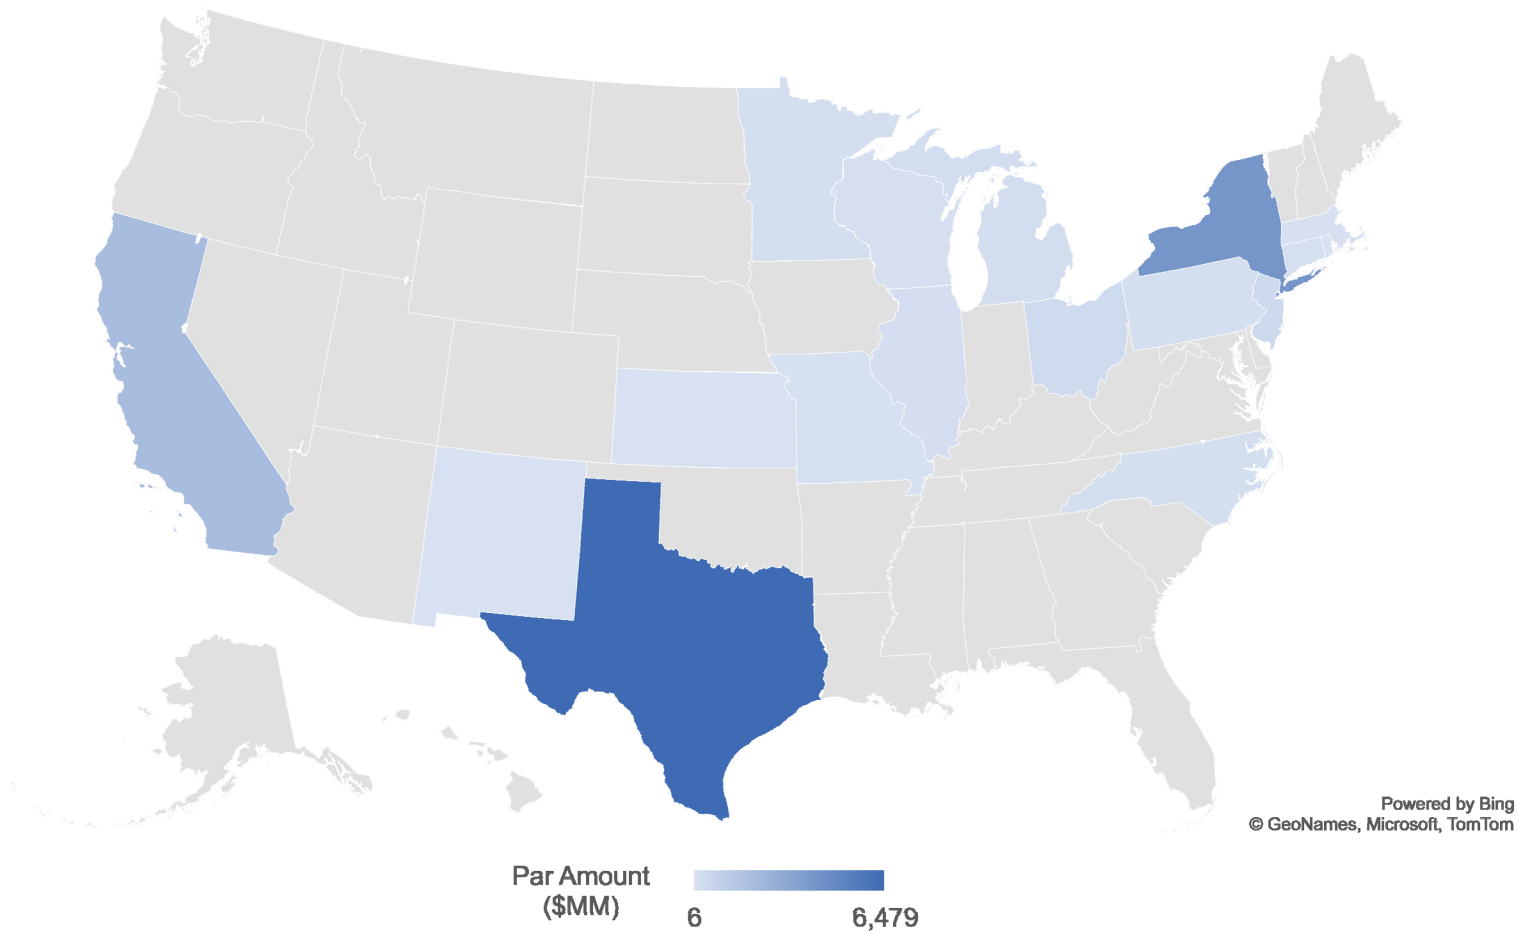 Powered by Bing
© GeoNames, Microsoft, TomTom
Par Amount
($MM)
6
6,479